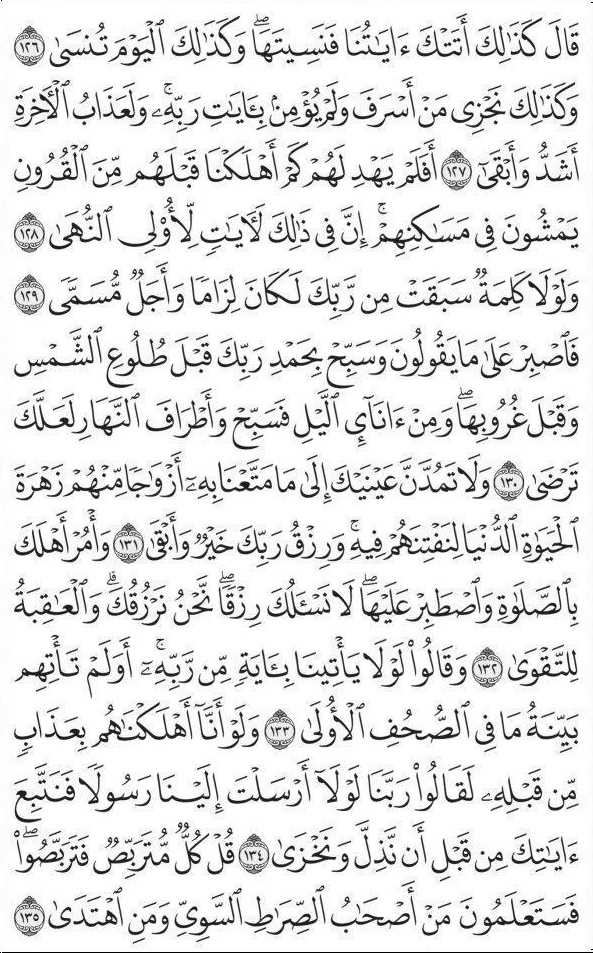 قَالَ كَذَٰلِكَ أَتَتْكَ ءَايَـٰتُنَا فَنَسِيتَهَا ۖ وَكَذَٰلِكَ ٱلْيَوْمَ تُنسَىٰ ١٢٦
وَكَذَٰلِكَ نَجْزِى مَنْ أَسْرَفَ وَلَمْ يُؤْمِنۢ بِـَٔايَـٰتِ رَبِّهِۦ ۚ وَلَعَذَابُ ٱلْـَٔاخِرَةِ
أَشَدُّ وَأَبْقَىٰٓ ١٢٧ أَفَلَمْ يَهْدِ لَهُمْ كَمْ أَهْلَكْنَا قَبْلَهُم مِّنَ ٱلْقُرُونِ
يَمْشُونَ فِى مَسَـٰكِنِهِمْ ۗ إِنَّ فِى ذَٰلِكَ لَـَٔايَـٰتٍ لِّأُو۟لِى ٱلنُّهَىٰ ١٢٨
وَلَوْلَا كَلِمَةٌ سَبَقَتْ مِن رَّبِّكَ لَكَانَ لِزَامًا وَأَجَلٌ مُّسَمًّى ١٢٩
فَٱصْبِرْ عَلَىٰ مَا يَقُولُونَ وَسَبِّحْ بِحَمْدِ رَبِّكَ قَبْلَ طُلُوعِ ٱلشَّمْسِ
وَقَبْلَ غُرُوبِهَا ۖ وَمِنْ ءَانَآئِ ٱلَّيْلِ فَسَبِّحْ وَأَطْرَافَ ٱلنَّهَارِ لَعَلَّكَ
تَرْضَىٰ ١٣٠ وَلَا تَمُدَّنَّ عَيْنَيْكَ إِلَىٰ مَا مَتَّعْنَا بِهِۦٓ أَزْوَٰجًا مِّنْهُمْ زَهْرَةَ
ٱلْحَيَوٰةِ ٱلدُّنْيَا لِنَفْتِنَهُمْ فِيهِ ۚ وَرِزْقُ رَبِّكَ خَيْرٌ وَأَبْقَىٰ ١٣١ وَأْمُرْ أَهْلَكَ
بِٱلصَّلَوٰةِ وَٱصْطَبِرْ عَلَيْهَا ۖ لَا نَسْـَٔلُكَ رِزْقًا ۖ نَّحْنُ نَرْزُقُكَ ۗ وَٱلْعَـٰقِبَةُ
لِلتَّقْوَىٰ ١٣٢ وَقَالُوا۟ لَوْلَا يَأْتِينَا بِـَٔايَةٍ مِّن رَّبِّهِۦٓ ۚ أَوَلَمْ تَأْتِهِم
بَيِّنَةُ مَا فِى ٱلصُّحُفِ ٱلْأُولَىٰ ١٣٣ وَلَوْ أَنَّآ أَهْلَكْنَـٰهُم بِعَذَابٍ
مِّن قَبْلِهِۦ لَقَالُوا۟ رَبَّنَا لَوْلَآ أَرْسَلْتَ إِلَيْنَا رَسُولًا فَنَتَّبِعَ
ءَايَـٰتِكَ مِن قَبْلِ أَن نَّذِلَّ وَنَخْزَىٰ ١٣٤ قُلْ كُلٌّ مُّتَرَبِّصٌ فَتَرَبَّصُوا۟ ۖ
فَسَتَعْلَمُونَ مَنْ أَصْحَـٰبُ ٱلصِّرَٰطِ ٱلسَّوِىِّ وَمَنِ ٱهْتَدَىٰ ١٣٥